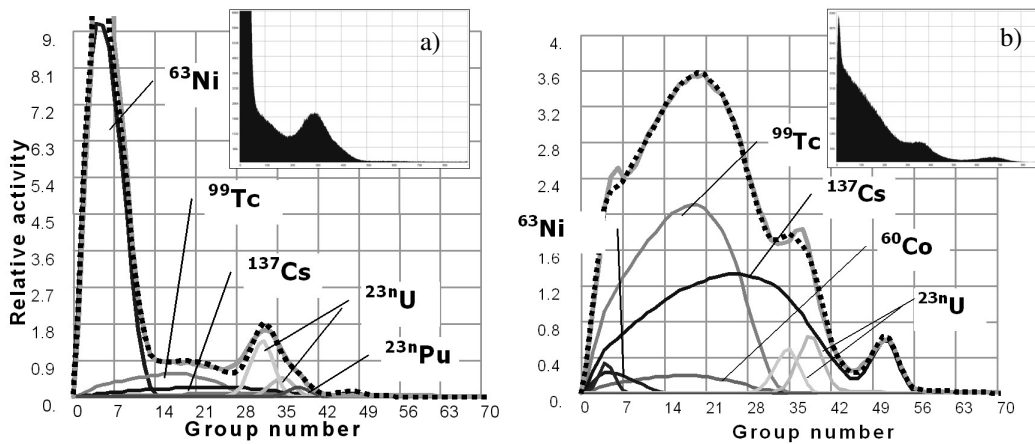 a)
9.
8.1
7.2
6.3
5.4
4.5
3.6
2.7
1.8
0.9
0.
Relative activity
63Ni
99Tc
137Cs
23nU
23nPu
0 7 14 21 28 35 42 49 56 63 70
Group number
b)
4.
3.6
3.2
2.8
2.4
2.
1.6
1.2
0.8
0.4
0.
63Ni
99Tc
137Cs
60Co
23nU
0 7 14 21 28 35 42 49 56 63 70
Group number